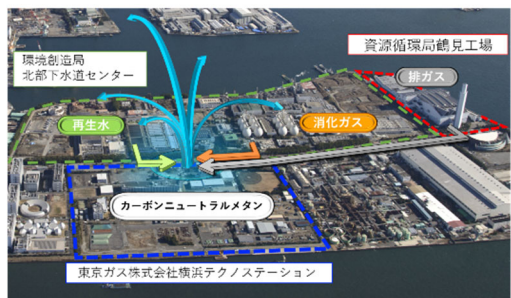 環境創造局
北部下水道センター
資源循環局鶴見工場
排ガス
再生水
消化ガス
カーボンニュートラルメタン
東京ガス株式会社横浜テクノステーション